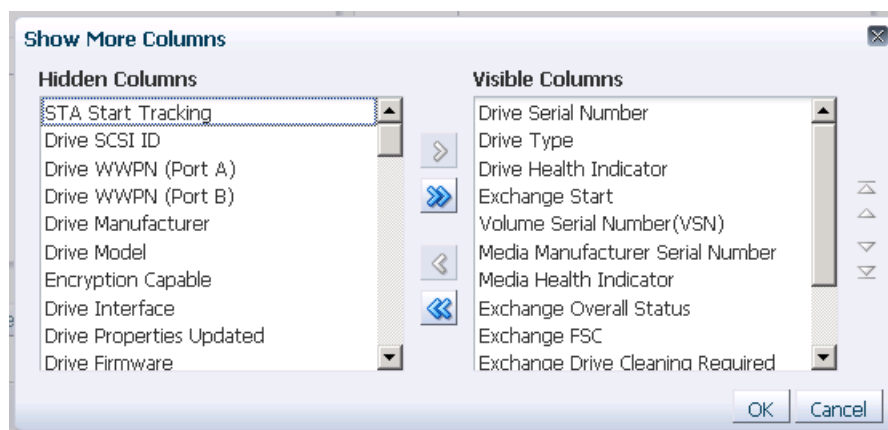 Show More Columns
Hidden Columns
STA Start Tracking
Drive SCSI ID
Drive WWPN (Port A)
Drive WWPN (Port B)
Drive Manufacturer
Drive Model
Encryption Capable
Drive Interface
Drive Properties Updated
Drive Firmware
Visible Columns
Drive Serial Number
Drive Type
Drive Health Indicator
Exchange Start
Volume Serial Number(VSN)
Media Manufacturer Serial Number
Media Health Indicator
Exchange Overall Status
Exchange FSC
Exchange Drive Cleaning Required
OK
Cancel